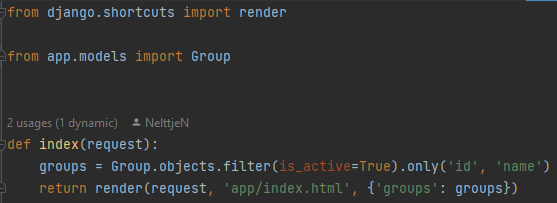 from django.shortcuts import render
from app.models import Group
2 usages (1 dynamic) NelttjeN
def index(request):
    groups = Group.objects.filter(is_active=True).only('id', 'name')
    return render(request, 'app/index.html', {'groups': groups})